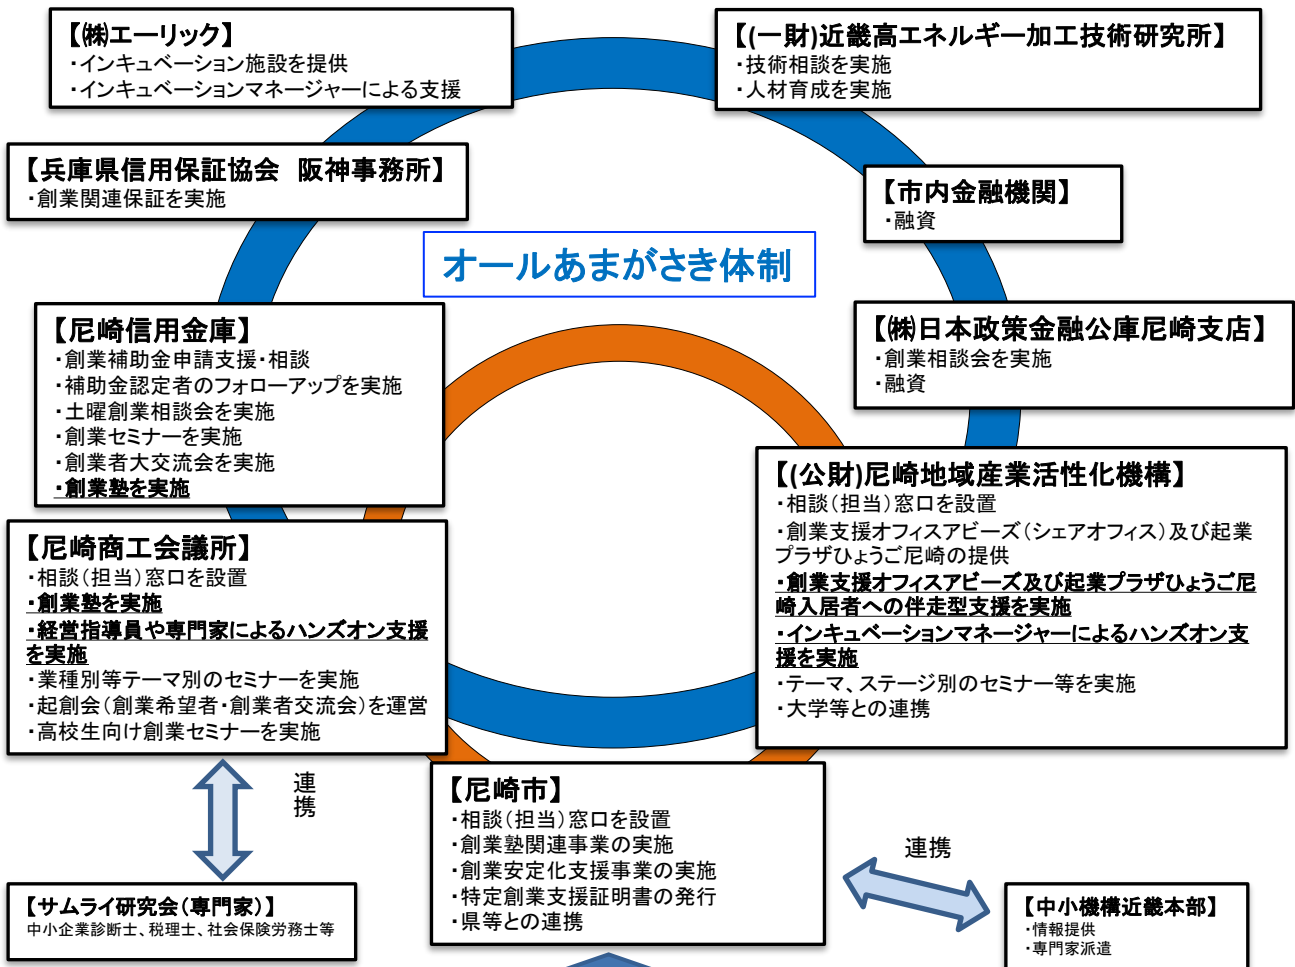 【㈱エーリック】
・インキュベーション施設を提供
・インキュベーションマネージャーによる支援
【(一財)近畿高エネルギー加工技術研究所】
・技術相談を実施
・人材育成を実施
【兵庫県信用保証協会　阪神事務所】
・創業関連保証を実施
【市内金融機関】
・融資
オールあまがさき体制
【尼崎信用金庫】
・創業補助金申請支援・相談
・補助金認定者のフォローアップを実施
・土曜創業相談会を実施
・創業セミナーを実施
・創業者大交流会を実施
・創業塾を実施
【㈱日本政策金融公庫尼崎支店】
・創業相談会を実施
・融資
【(公財)尼崎地域産業活性化機構】
・相談(担当)窓口を設置
・創業支援オフィスアビーズ(シェアオフィス)及び起業
プラザひょうご尼崎の提供
・創業支援オフィスアビーズ及び起業プラザひょうご尼
崎入居者への伴走型支援を実施
・インキュベーションマネージャーによるハンズオン支
援を実施
・テーマ、ステージ別のセミナー等を実施
・大学等との連携
【尼崎商工会議所】
・相談(担当)窓口を設置
・創業塾を実施
・経営指導員や専門家によるハンズオン支援
を実施
・業種別等テーマ別のセミナーを実施
・起創会(創業希望者・創業者交流会)を運営
・高校生向け創業セミナーを実施
連携
【尼崎市】
・相談(担当)窓口を設置
・創業塾関連事業の実施
・創業安定化支援事業の実施
・特定創業支援証明書の発行
・県等との連携
連携
【サムライ研究会(専門家)】
中小企業診断士、税理士、社会保険労務士等
【中小機構近畿本部】
・情報提供
・専門家派遣